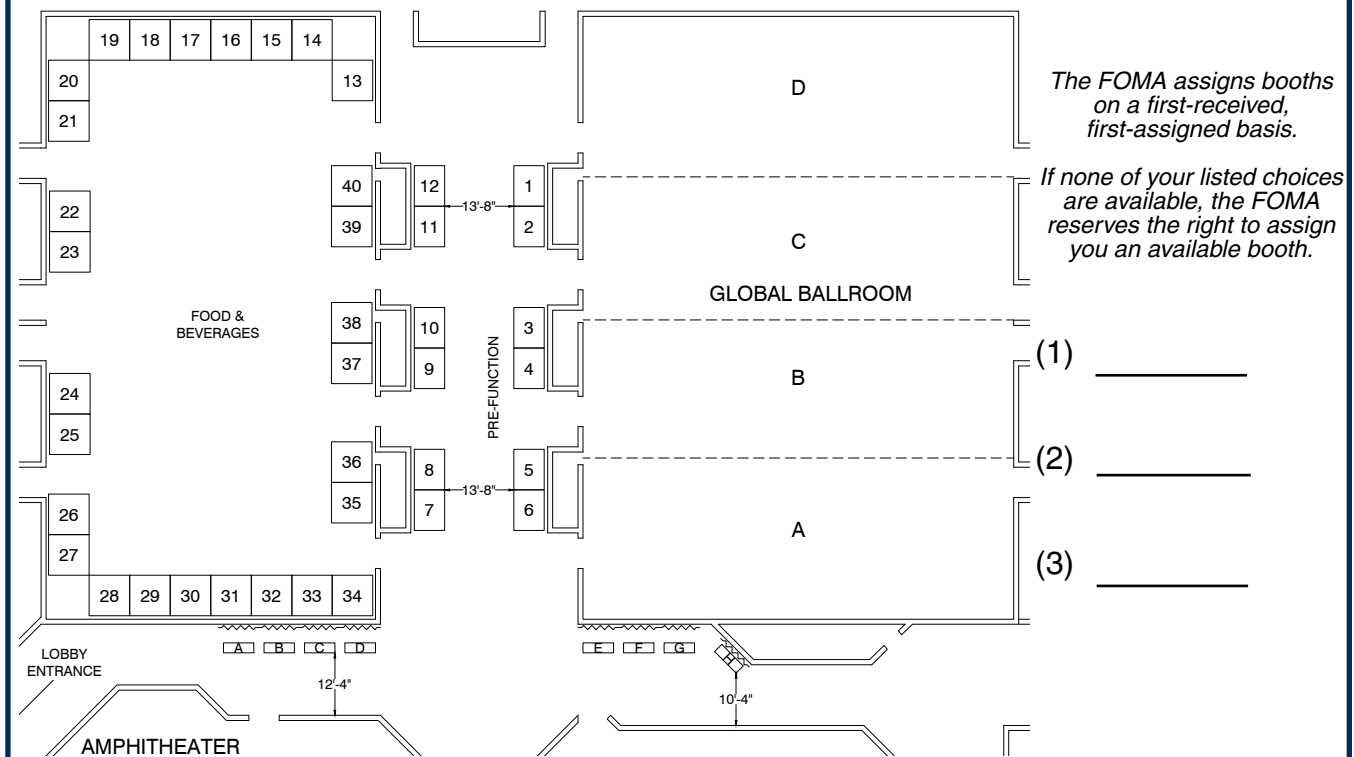 19 18 17 16 15 14
20
13
D
21
The FOMA assigns booths
on a first-received,
first-assigned basis.
If none of your listed choices
are available, the FOMA
reserves the right to assign
you an available booth.
40
12
1
22
13'-8"
39
11
2
23
C
GLOBAL BALLROOM
FOOD &
BEVERAGES
38
10
3
PRE-FUNCTION
37
9
4
(1)
B
24
25
36
8
5
(2)
13'-8"
35
7
6
26
A
27
(3)
28 29 30 31 32 33 34
A B C D
E F G
H
LOBBY
ENTRANCE
12'-4"
10'-4"
AMPHITHEATER